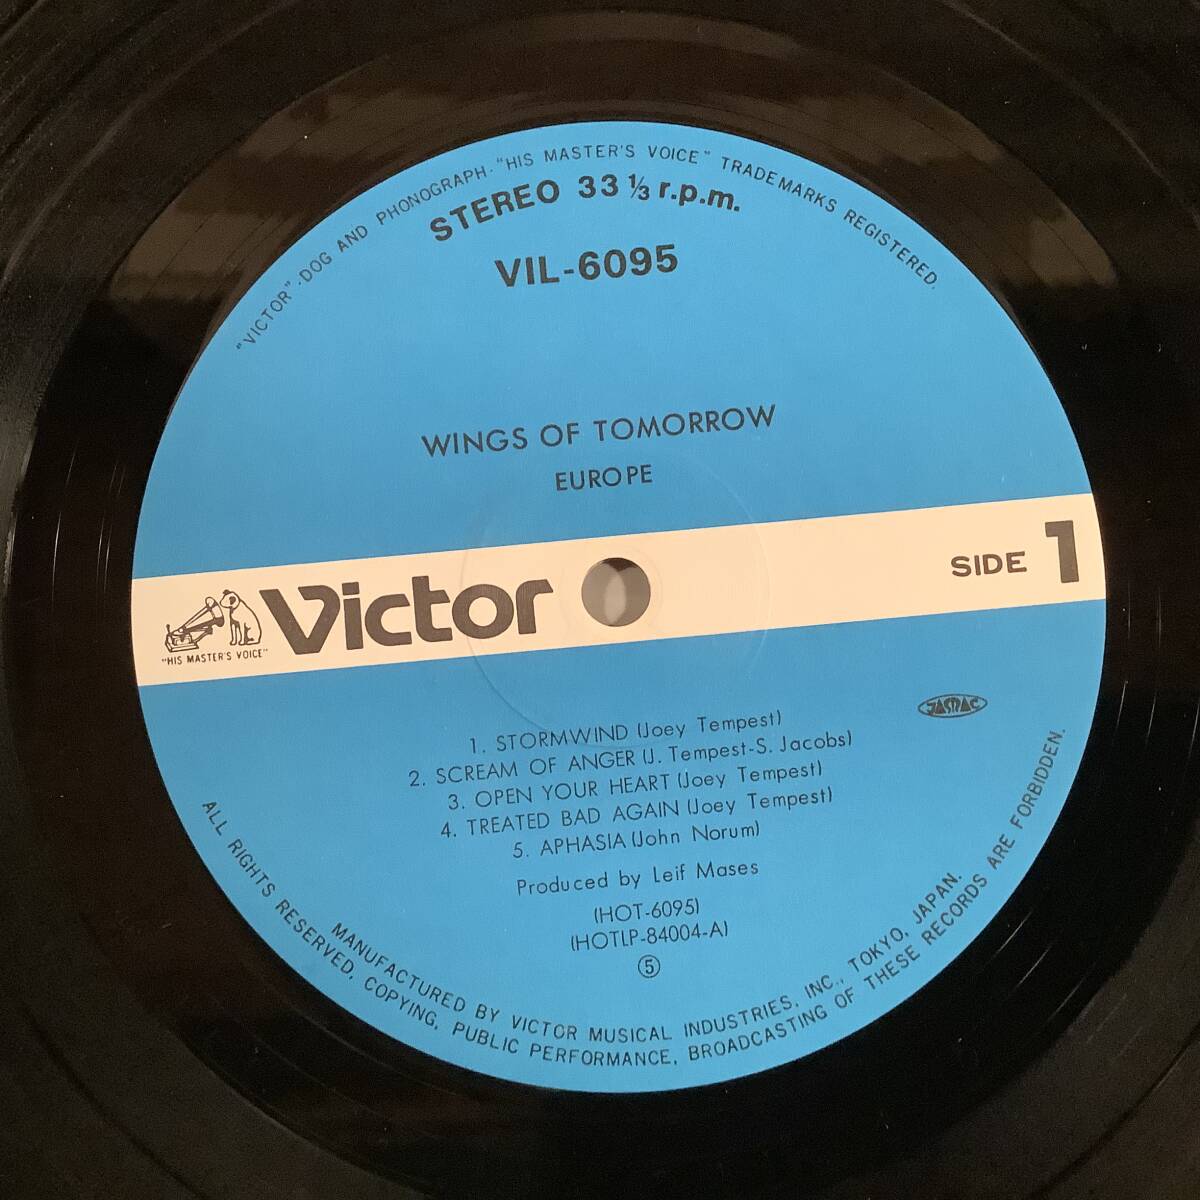 "VICTOR"·DOG AND PHONOGRAPH·"HIS MASTER'S VOICE" TRADEMARKS REGISTERED.
STEREO 33 ⅓ r.p.m.
VIL-6095
WINGS OF TOMORROW
EUROPE
SIDE 1
Victor
"HIS MASTER'S VOICE"
JASRAC
1. STORMWIND (Joey Tempest)
2. SCREAM OF ANGER (J. Tempest-S. Jacobs)
3. OPEN YOUR HEART (Joey Tempest)
4. TREATED BAD AGAIN (Joey Tempest)
5. APHASIA (John Norum)
Produced by Leif Mases
(HOT-6095)
(HOTLP-84004-A)
⑤
MANUFACTURED BY VICTOR MUSICAL INDUSTRIES, INC., TOKYO, JAPAN.
ALL RIGHTS RESERVED, COPYING, PUBLIC PERFORMANCE, BROADCASTING OF THESE RECORDS ARE FORBIDDEN.